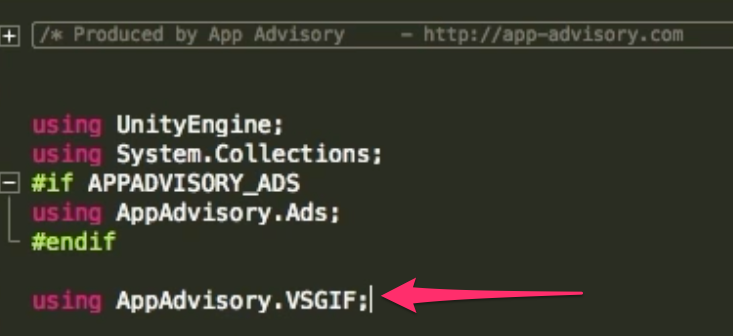 /* Produced by App Advisory    - http://app-advisory.com
using UnityEngine;
using System.Collections;
#if APPADVISORY_ADS
using AppAdvisory.Ads;
#endif
using AppAdvisory.VSGIF;